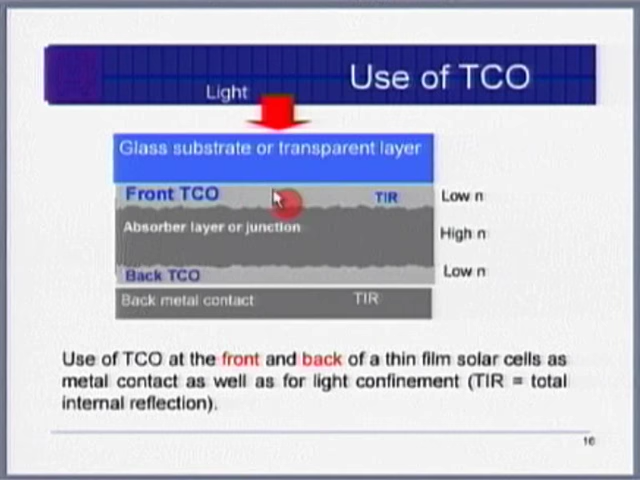 Use of TCO
Light
Glass substrate or transparent layer
Front TCO TIR Low n
Absorber layer or junction High n
Back TCO Low n
Back metal contact TIR
Use of TCO at the front and back of a thin film solar cells as
metal contact as well as for light confinement (TIR = total
internal reflection).
16